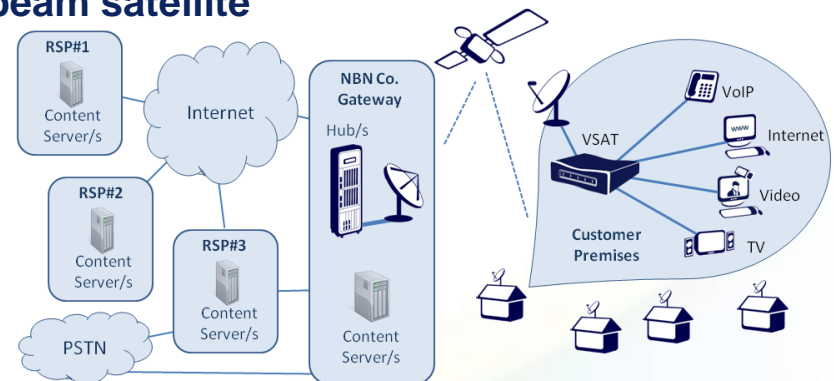 beam satellite
RSP#1
Content
Server/s
Internet
NBN Co.
Gateway
Hub/s
RSP#2
Content
Server/s
RSP#3
Content
Server/s
PSTN
Content
Server/s
VSAT
VoIP
www
Internet
Video
TV
Customer
Premises